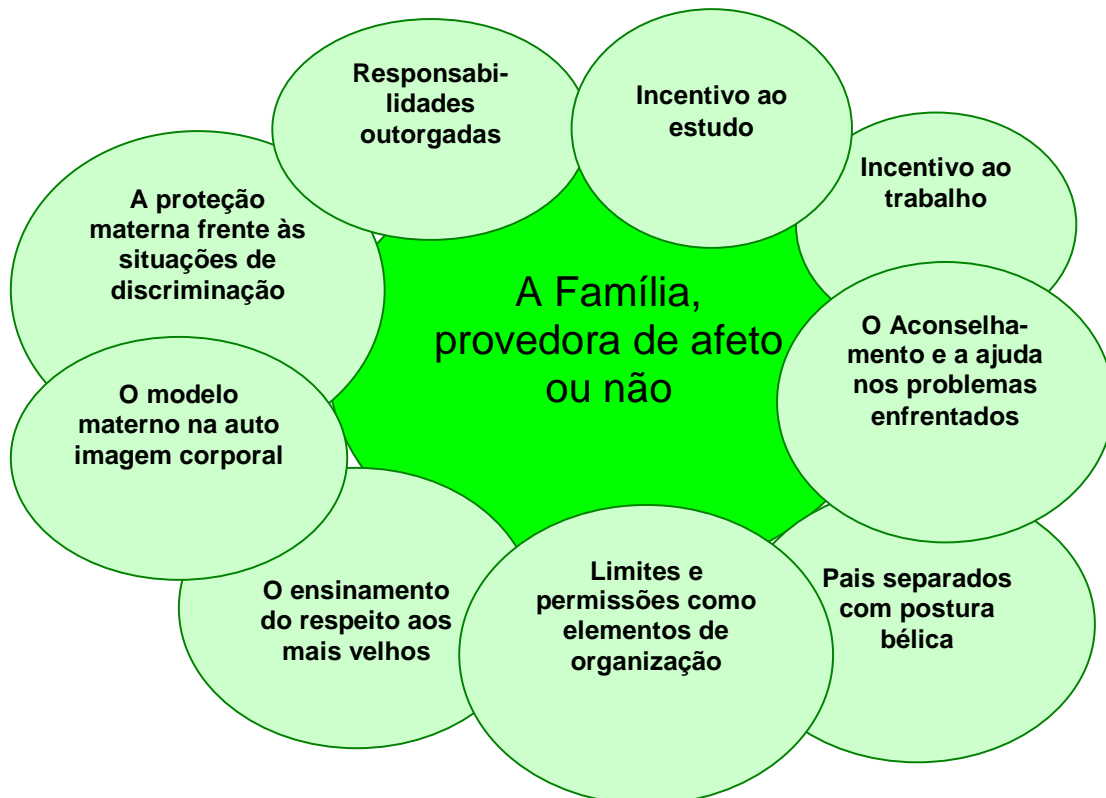 Responsabi-
lidades
outorgadas
Incentivo ao
estudo
Incentivo ao
trabalho
A proteção
materna frente às
situações de
discriminação
A Família,
provedora de afeto
ou não
O Aconselha-
mento e a ajuda
nos problemas
enfrentados
O modelo
materno na auto
imagem corporal
O ensinamento
do respeito aos
mais velhos
Limites e
permissões como
elementos de
organização
Pais separados
com postura
bélica